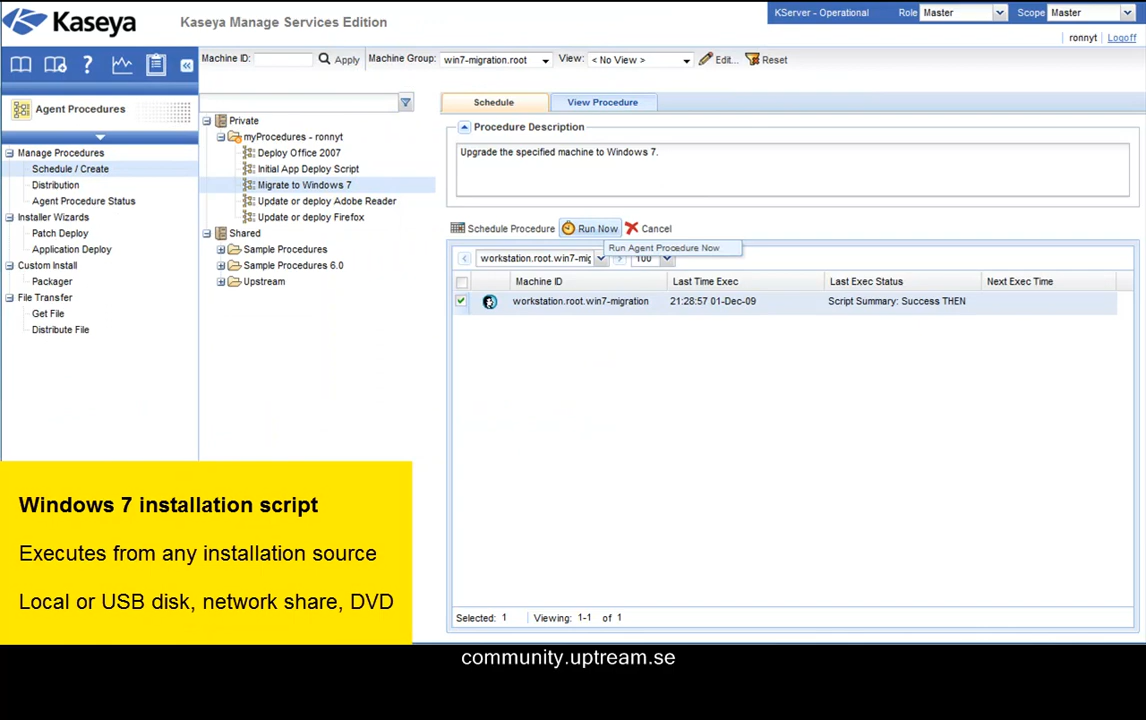 Kaseya
Kaseya Manage Services Edition
KServer - Operational
Role Master
Scope Master
ronnyt Logoff
Machine ID: Apply Machine Group: win7-migration.root View: < No View > Edit... Reset
Agent Procedures
Manage Procedures
Schedule / Create
Distribution
Agent Procedure Status
Installer Wizards
Patch Deploy
Application Deploy
Custom Install
Packager
File Transfer
Get File
Distribute File
Private
myProcedures - ronnyt
Deploy Office 2007
Initial App Deploy Script
Migrate to Windows 7
Update or deploy Adobe Reader
Update or deploy Firefox
Shared
Sample Procedures
Sample Procedures 6.0
Upstream
Schedule View Procedure
Procedure Description
Upgrade the specified machine to Windows 7.
Schedule Procedure Run Now Cancel
Run Agent Procedure Now
workstation.root.win7-mig 100
Machine ID Last Time Exec Last Exec Status Next Exec Time
workstation.root.win7-migration 21:28:57 01-Dec-09 Script Summary: Success THEN
Selected: 1 Viewing: 1-1 of 1
Windows 7 installation script
Executes from any installation source
Local or USB disk, network share, DVD
community.uptream.se